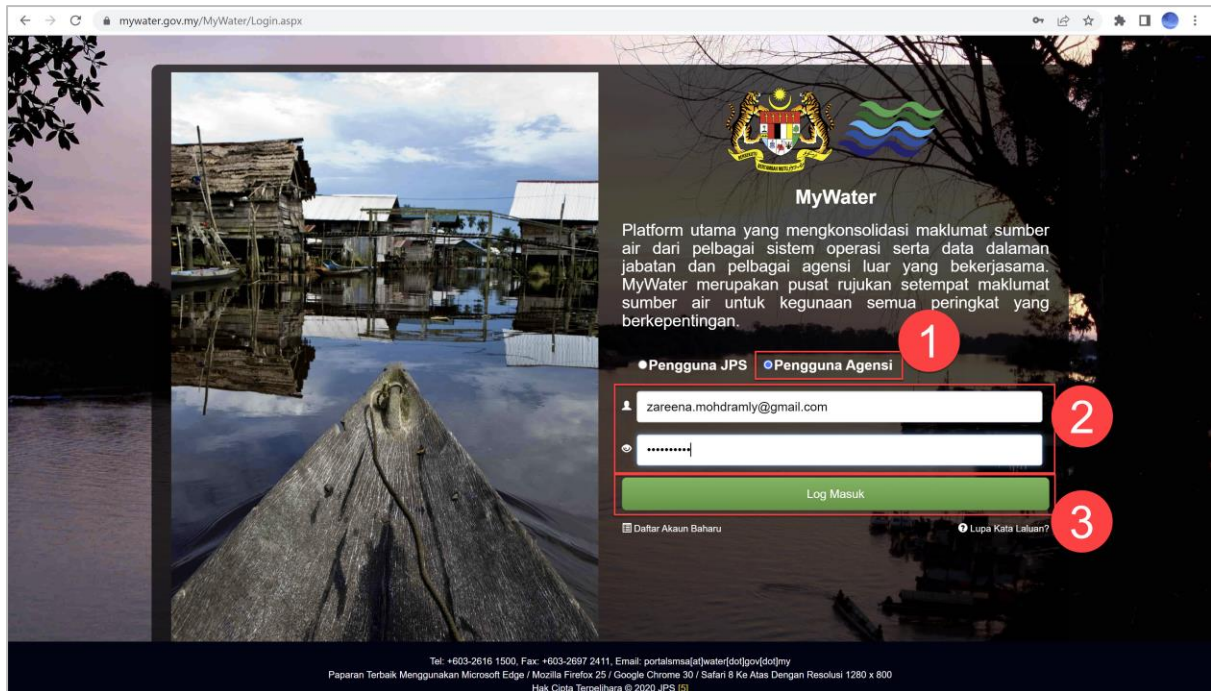 mywater.gov.my/MyWater/Login.aspx
MyWater
Platform utama yang mengkonsolidasi maklumat sumber
air dari pelbagai sistem operasi serta data dalaman
jabatan dan pelbagai agensi luar yang bekerjasama.
MyWater merupakan pusat rujukan setempat maklumat
sumber air untuk kegunaan semua peringkat yang
berkepentingan.
1
Pengguna JPS Pengguna Agensi
zareena.mohdramly@gmail.com
2
••••••••••
Log Masuk
3
Daftar Akaun Baharu Lupa Kata Laluan?
Tel: +603-2616 1500, Fax: +603-2697 2411, Email: portalsmsa[at]water[dot]gov[dot]my
Paparan Terbaik Menggunakan Microsoft Edge / Mozilla Firefox 25 / Google Chrome 30 / Safari 8 Ke Atas Dengan Resolusi 1280 x 800
Hak Cipta Terpelihara © 2020 JPS [5]